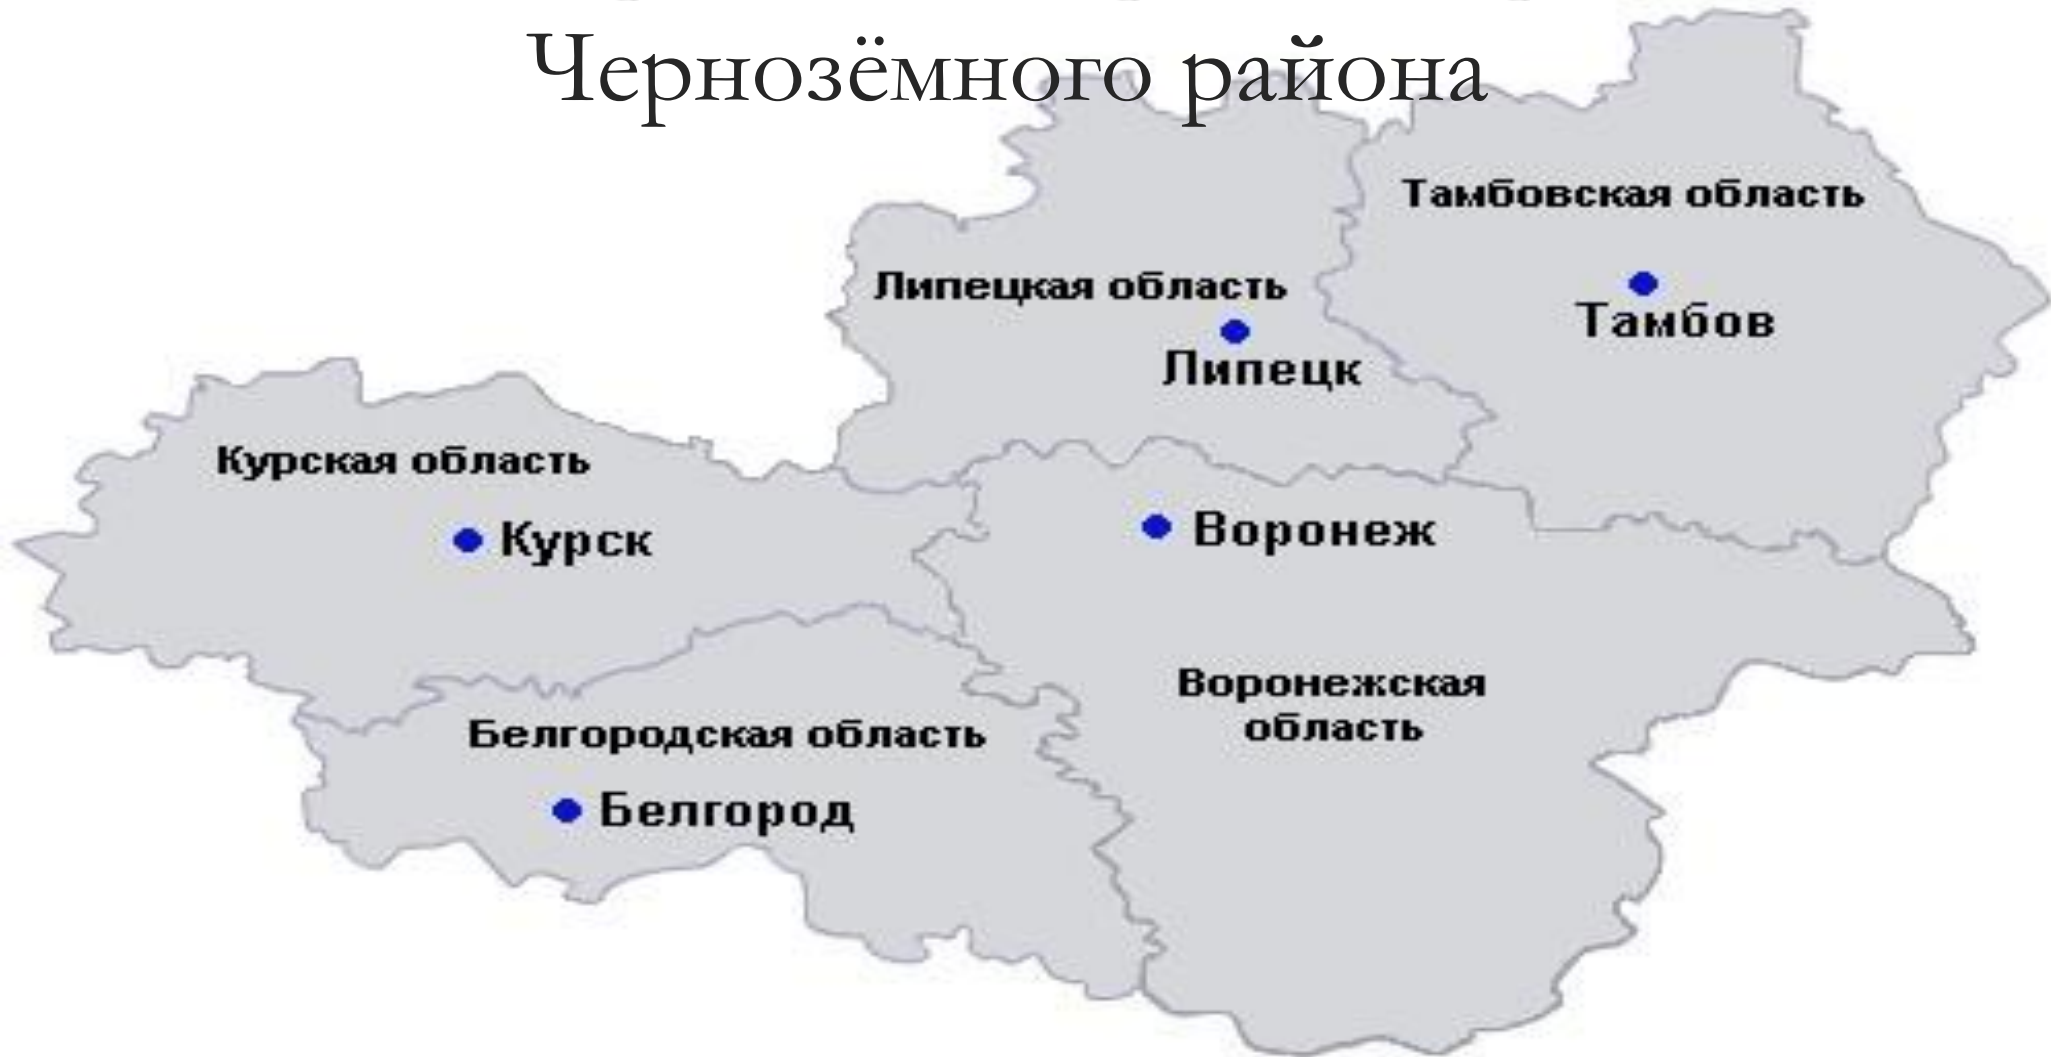 Чернозёмного района
Тамбовская область
Тамбов
Липецкая область
Липецк
Курская область
Курск
Воронеж
Воронежская
область
Белгородская область
Белгород